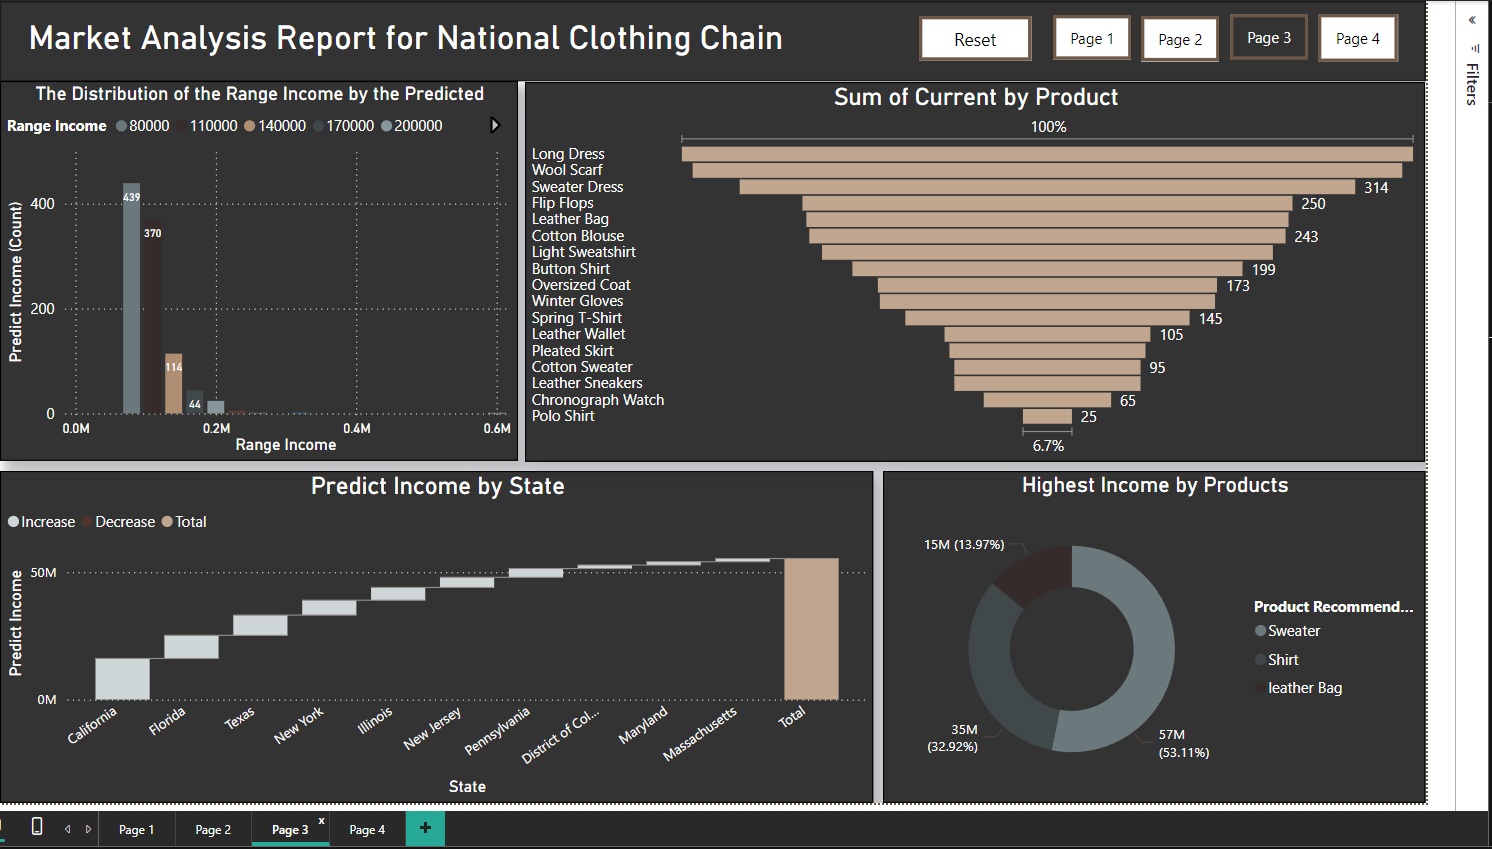 Market Analysis Report for National Clothing Chain
Reset
Page 1
Page 2
Page 3
Page 4
Filters
The Distribution of the Range Income by the Predicted
Range Income 80000 110000 140000 170000 200000
Predict Income (Count)
400
200
0
439
370
114
44
0.0M 0.2M 0.4M 0.6M
Range Income
Sum of Current by Product
100%
Long Dress
Wool Scarf
Sweater Dress 314
Flip Flops 250
Leather Bag
Cotton Blouse 243
Light Sweatshirt
Button Shirt 199
Oversized Coat 173
Winter Gloves
Spring T-Shirt 145
Leather Wallet 105
Pleated Skirt
Cotton Sweater 95
Leather Sneakers
Chronograph Watch 65
Polo Shirt 25
6.7%
Predict Income by State
Increase Decrease Total
Predict Income
50M
0M
California
Florida
Texas
New York
Illinois
New Jersey
Pennsylvania
District of Col...
Maryland
Massachusetts
Total
State
Highest Income by Products
15M (13.97%)
35M
(32.92%)
57M
(53.11%)
Product Recommend...
Sweater
Shirt
leather Bag
Page 1
Page 2
Page 3 x
Page 4
+